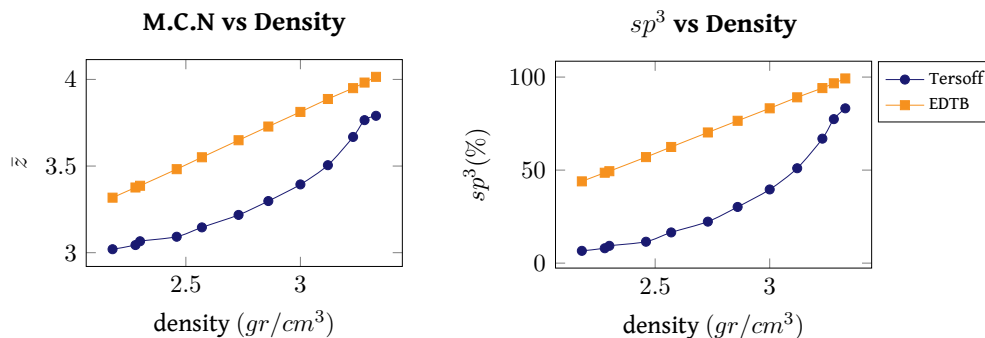 M.C.N vs Density
4
3.5
3
z̄
2.5
3
density (gr/cm³)
sp³ vs Density
100
50
0
sp³(%)
2.5
3
density (gr/cm³)
Tersoff
EDTB